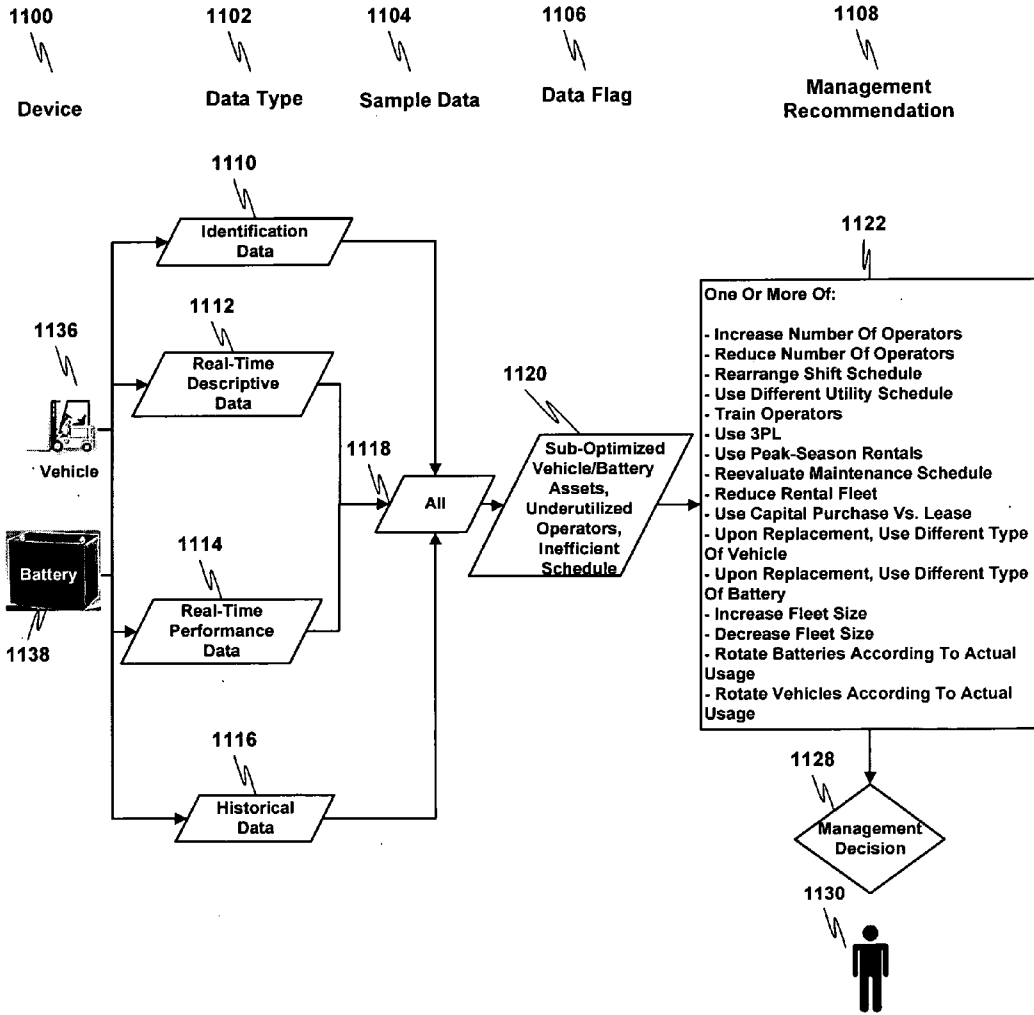 1100
1102
1104
1106
1108
Device
Data Type
Sample Data
Data Flag
Management
Recommendation
1110
Identification
Data
1122
1136
Vehicle
1112
Real-Time
Descriptive
Data
1118
All
1120
Sub-Optimized
Vehicle/Battery
Assets,
Underutilized
Operators,
Inefficient
Schedule
One Or More Of:
- Increase Number Of Operators
- Reduce Number Of Operators
- Rearrange Shift Schedule
- Use Different Utility Schedule
- Train Operators
- Use 3PL
- Use Peak-Season Rentals
- Reevaluate Maintenance Schedule
- Reduce Rental Fleet
- Use Capital Purchase Vs. Lease
- Upon Replacement, Use Different Type
Of Vehicle
- Upon Replacement, Use Different Type
Of Battery
- Increase Fleet Size
- Decrease Fleet Size
- Rotate Batteries According To Actual
Usage
- Rotate Vehicles According To Actual
Usage
Battery
1138
1114
Real-Time
Performance
Data
1116
Historical
Data
1128
Management
Decision
1130